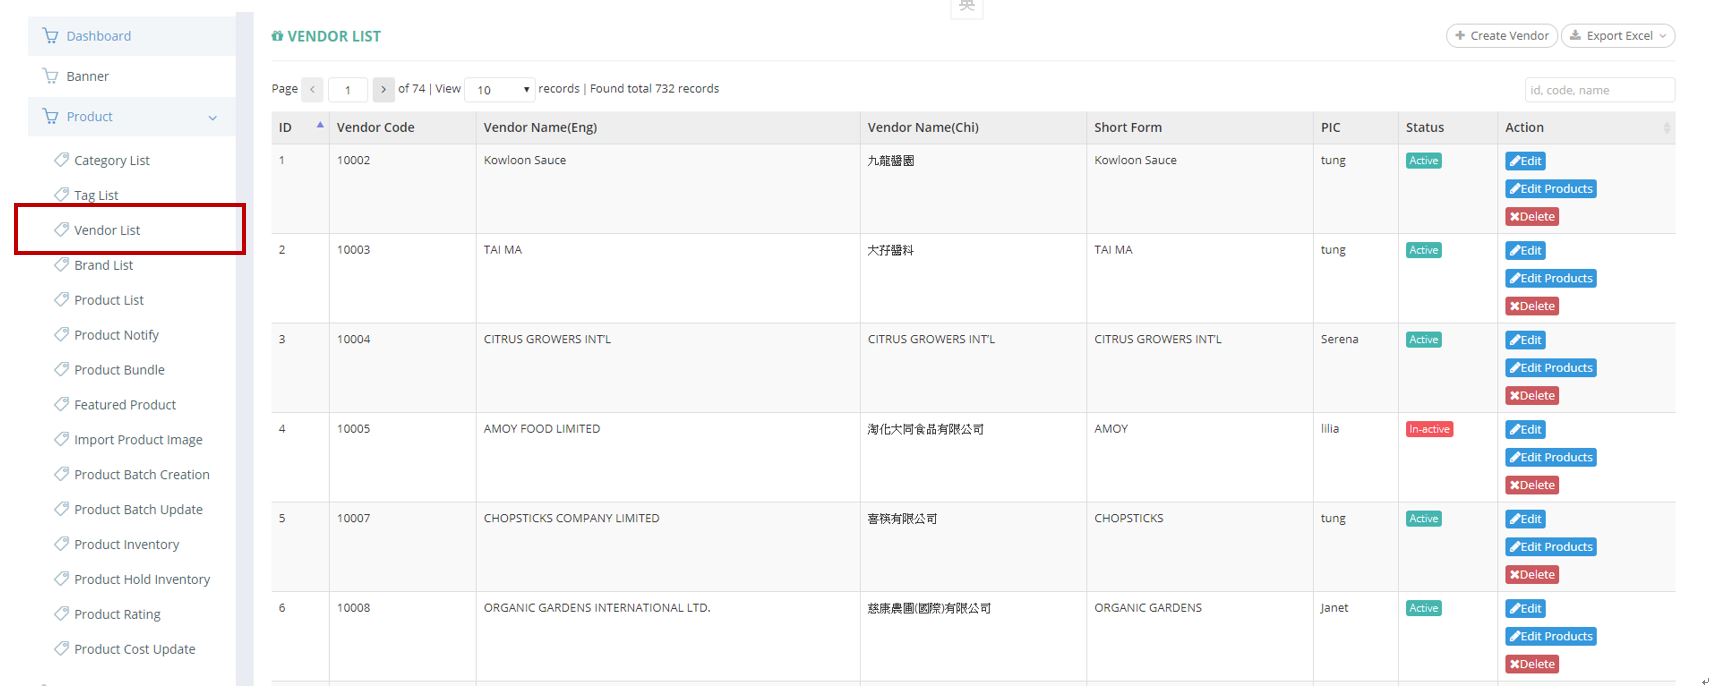 英
Dashboard
Banner
Product
Category List
Tag List
Vendor List
Brand List
Product List
Product Notify
Product Bundle
Featured Product
Import Product Image
Product Batch Creation
Product Batch Update
Product Inventory
Product Hold Inventory
Product Rating
Product Cost Update
VENDOR LIST
Create Vendor Export Excel
Page 1 of 74 | View 10 records | Found total 732 records id, code, name
ID Vendor Code Vendor Name(Eng) Vendor Name(Chi) Short Form PIC Status Action
1 10002 Kowloon Sauce 九龍醬園 Kowloon Sauce tung Active Edit
Edit Products
Delete
2 10003 TAI MA 大孖醬料 TAI MA tung Active Edit
Edit Products
Delete
3 10004 CITRUS GROWERS INT'L CITRUS GROWERS INT'L CITRUS GROWERS INT'L Serena Active Edit
Edit Products
Delete
4 10005 AMOY FOOD LIMITED 淘化大同食品有限公司 AMOY lilia In-active Edit
Edit Products
Delete
5 10007 CHOPSTICKS COMPANY LIMITED 喜筷有限公司 CHOPSTICKS tung Active Edit
Edit Products
Delete
6 10008 ORGANIC GARDENS INTERNATIONAL LTD. 慈康農圃(國際)有限公司 ORGANIC GARDENS Janet Active Edit
Edit Products
Delete